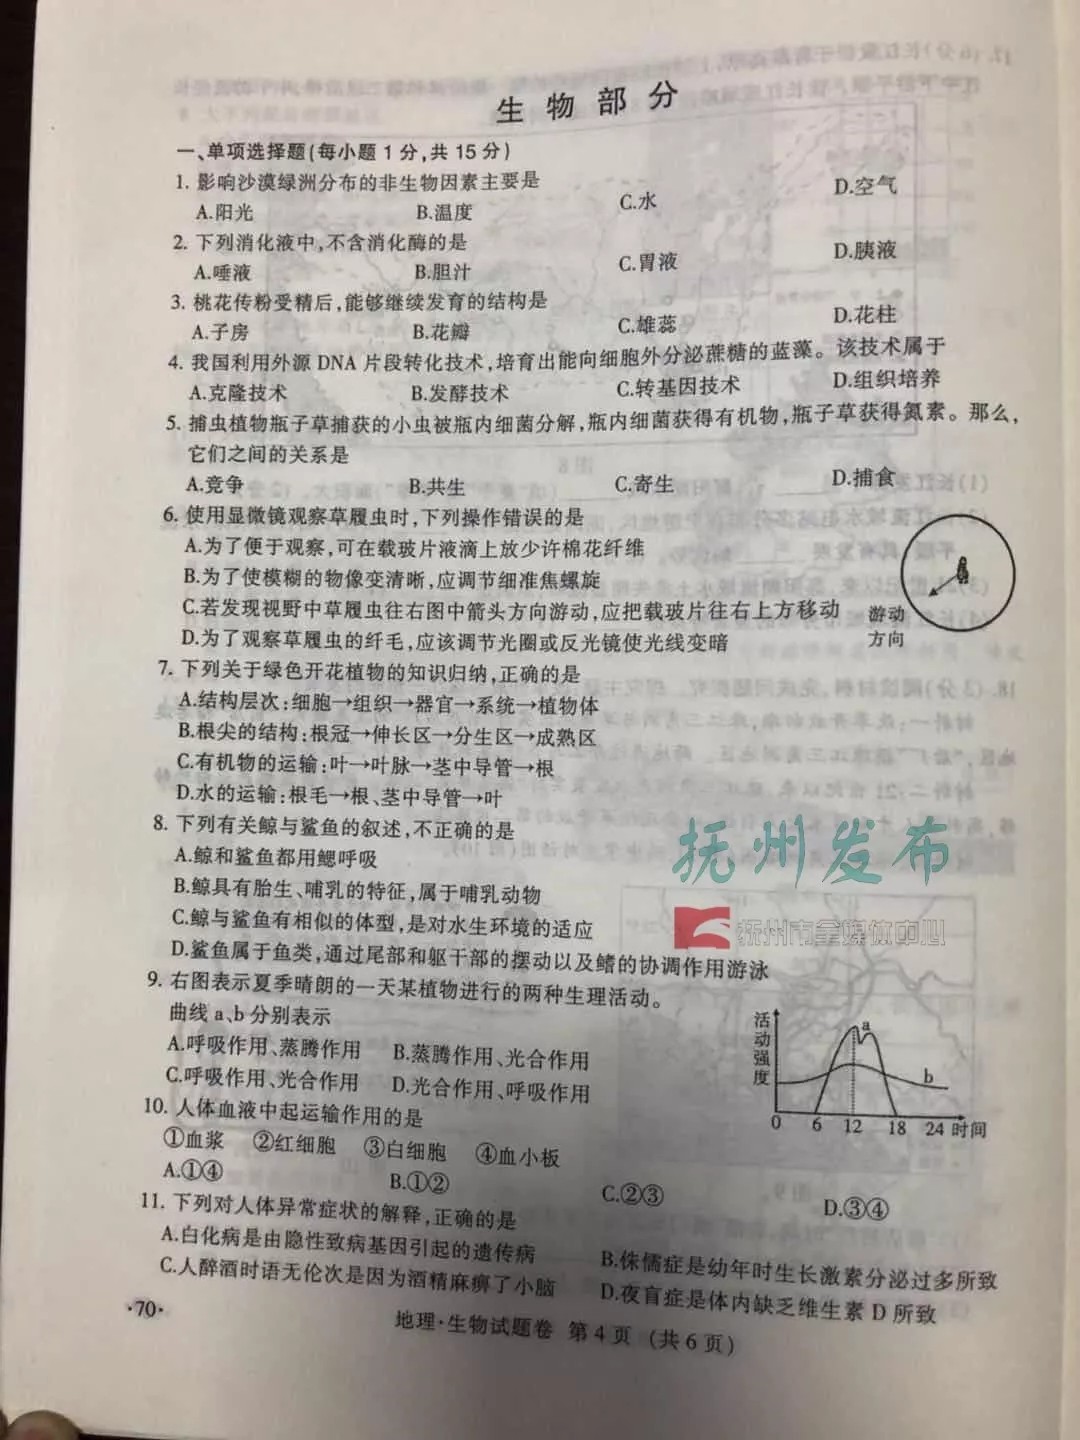 生物部分
一、单项选择题(每小题1分,共15分)
1. 影响沙漠绿洲分布的非生物因素主要是
A.阳光 B.温度 C.水 D.空气
2. 下列消化液中,不含消化酶的是
A.唾液 B.胆汁 C.胃液 D.胰液
3. 桃花传粉受精后,能够继续发育的结构是
A.子房 B.花瓣 C.雄蕊 D.花柱
4. 我国利用外源 DNA 片段转化技术,培育出能向细胞外分泌蔗糖的蓝藻。该技术属于
A.克隆技术 B.发酵技术 C.转基因技术 D.组织培养
5. 捕虫植物瓶子草捕获的小虫被瓶内细菌分解,瓶内细菌获得有机物,瓶子草获得氮素。那么,
它们之间的关系是
A.竞争 B.共生 C.寄生 D.捕食
6. 使用显微镜观察草履虫时,下列操作错误的是
A.为了便于观察,可在载玻片液滴上放少许棉花纤维
B.为了使模糊的物像变清晰,应调节细准焦螺旋
C.若发现视野中草履虫往右图中箭头方向游动,应把载玻片往右上方移动
D.为了观察草履虫的纤毛,应该调节光圈或反光镜使光线变暗
游动
方向
7. 下列关于绿色开花植物的知识归纳,正确的是
A.结构层次:细胞→组织→器官→系统→植物体
B.根尖的结构:根冠→伸长区→分生区→成熟区
C.有机物的运输:叶→叶脉→茎中导管→根
D.水的运输:根毛→根、茎中导管→叶
8. 下列有关鲸与鲨鱼的叙述,不正确的是
A.鲸和鲨鱼都用鳃呼吸
B.鲸具有胎生、哺乳的特征,属于哺乳动物
C.鲸与鲨鱼有相似的体型,是对水生环境的适应
D.鲨鱼属于鱼类,通过尾部和躯干部的摆动以及鳍的协调作用游泳
抚州发布
抚州市全媒体中心
9. 右图表示夏季晴朗的一天某植物进行的两种生理活动。
曲线 a、b 分别表示
A.呼吸作用、蒸腾作用 B.蒸腾作用、光合作用
C.呼吸作用、光合作用 D.光合作用、呼吸作用
活动强度
a
b
0 6 12 18 24 时间
10. 人体血液中起运输作用的是
①血浆 ②红细胞 ③白细胞 ④血小板
A.①④ B.①② C.②③ D.③④
11. 下列对人体异常症状的解释,正确的是
A.白化病是由隐性致病基因引起的遗传病 B.侏儒症是幼年时生长激素分泌过多所致
C.人醉酒时语无伦次是因为酒精麻痹了小脑 D.夜盲症是体内缺乏维生素 D 所致
·70·
地理·生物试题卷 第4页 (共6页)